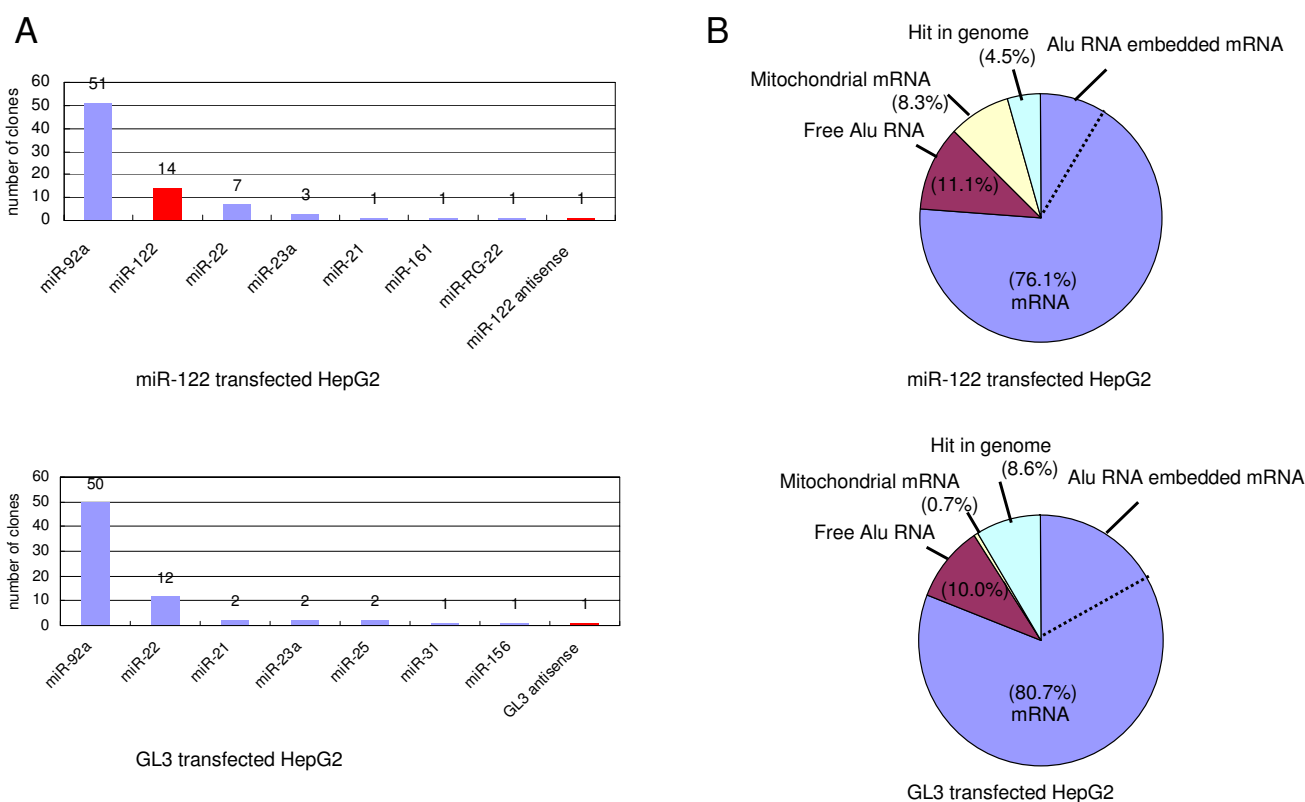 A
number of clones
60
50
40
30
20
10
0
51
14
7
3
1
1
1
1
miR-92a
miR-122
miR-22
miR-23a
miR-21
miR-161
miR-RG-22
miR-122 antisense
miR-122 transfected HepG2
number of clones
60
50
40
30
20
10
0
50
12
2
2
2
1
1
1
miR-92a
miR-22
miR-21
miR-23a
miR-25
miR-31
miR-156
GL3 antisense
GL3 transfected HepG2
B
Hit in genome
(4.5%)
Alu RNA embedded mRNA
Mitochondrial mRNA
(8.3%)
Free Alu RNA
(11.1%)
(76.1%)
mRNA
miR-122 transfected HepG2
Hit in genome
(8.6%)
Alu RNA embedded mRNA
Mitochondrial mRNA
(0.7%)
Free Alu RNA
(10.0%)
(80.7%)
mRNA
GL3 transfected HepG2